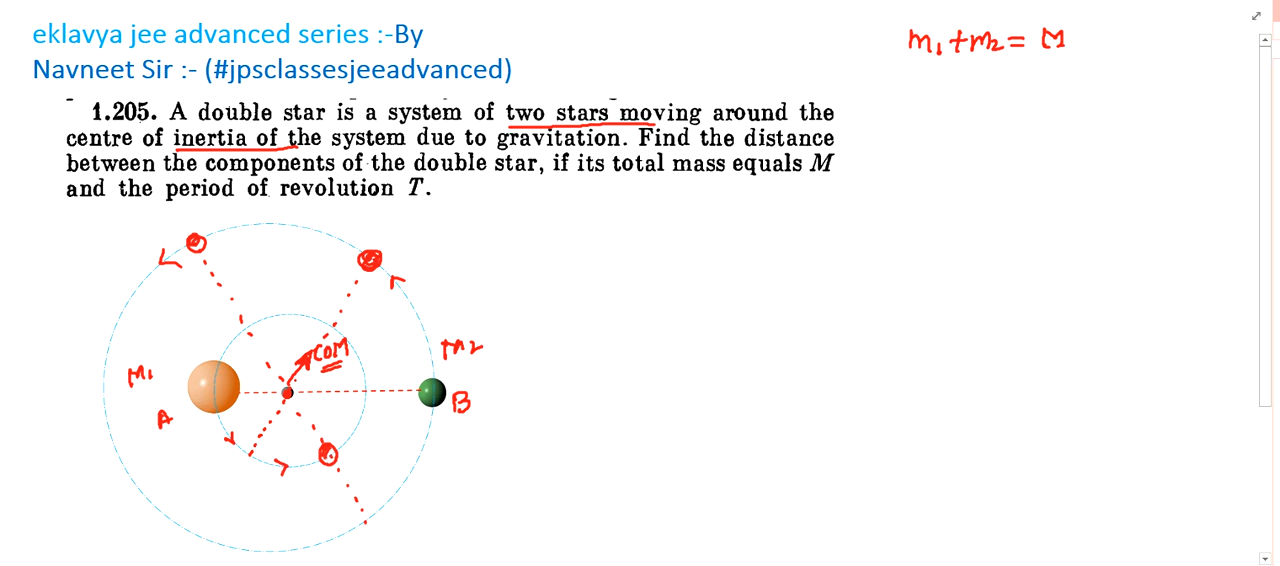 eklavya jee advanced series :-By
Navneet Sir :- (#jpsclassesjeeadvanced)
m₁ + m₂ = M
1.205. A double star is a system of two stars moving around the
centre of inertia of the system due to gravitation. Find the distance
between the components of the double star, if its total mass equals M
and the period of revolution T.
COM
m₂
M₁
A
B